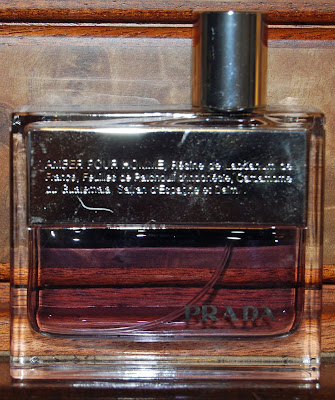 AMBER POUR HOMME, Résine de Labdanum de
France, Feuilles de Patchouli d'Indonésie, Cardamome
du Guatemala, Safran d'Espagne et Daim.
PRADA